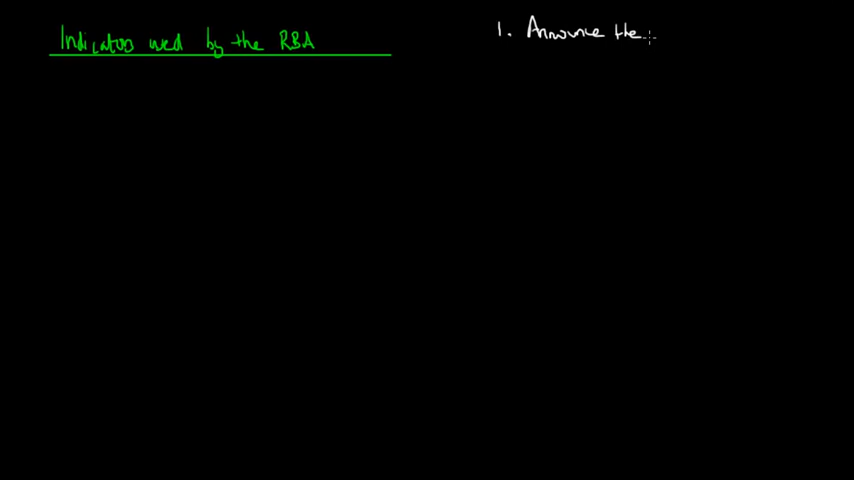 Indicators used by the RBA
1. Announce the